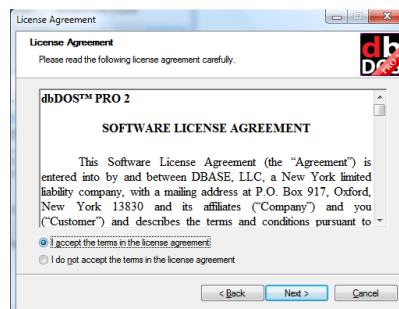 License Agreement
License Agreement
Please read the following license agreement carefully.
db
DOS
PRO
dbDOS™ PRO 2
SOFTWARE LICENSE AGREEMENT
This Software License Agreement (the “Agreement”) is
entered into by and between DBASE, LLC, a New York limited
liability company, with a mailing address at P.O. Box 917, Oxford,
New York 13830 and its affiliates (“Company”) and you
(“Customer”) and describes the terms and conditions pursuant to
I accept the terms in the license agreement
I do not accept the terms in the license agreement
< Back Next > Cancel